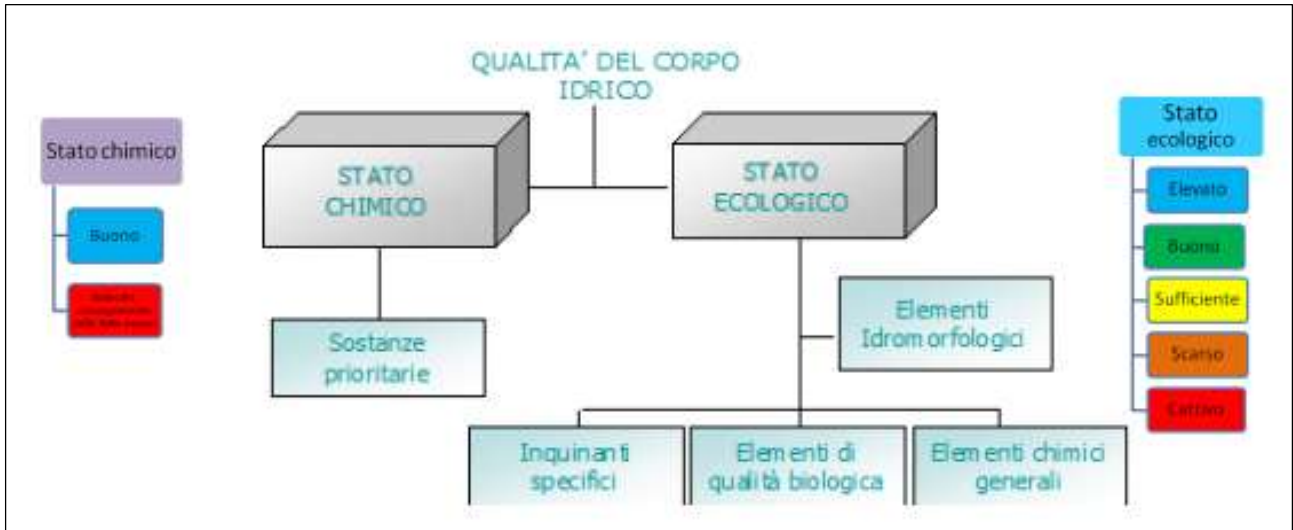 QUALITA' DEL CORPO
IDRICO
Stato chimico
Buono
STATO
CHIMICO
STATO
ECOLOGICO
Stato
ecologico
Elevato
Buono
Sufficiente
Scarso
Cattivo
Sostanze
prioritarie
Elementi
Idromorfologici
Inquinanti
specifici
Elementi di
qualità biologica
Elementi chimici
generali